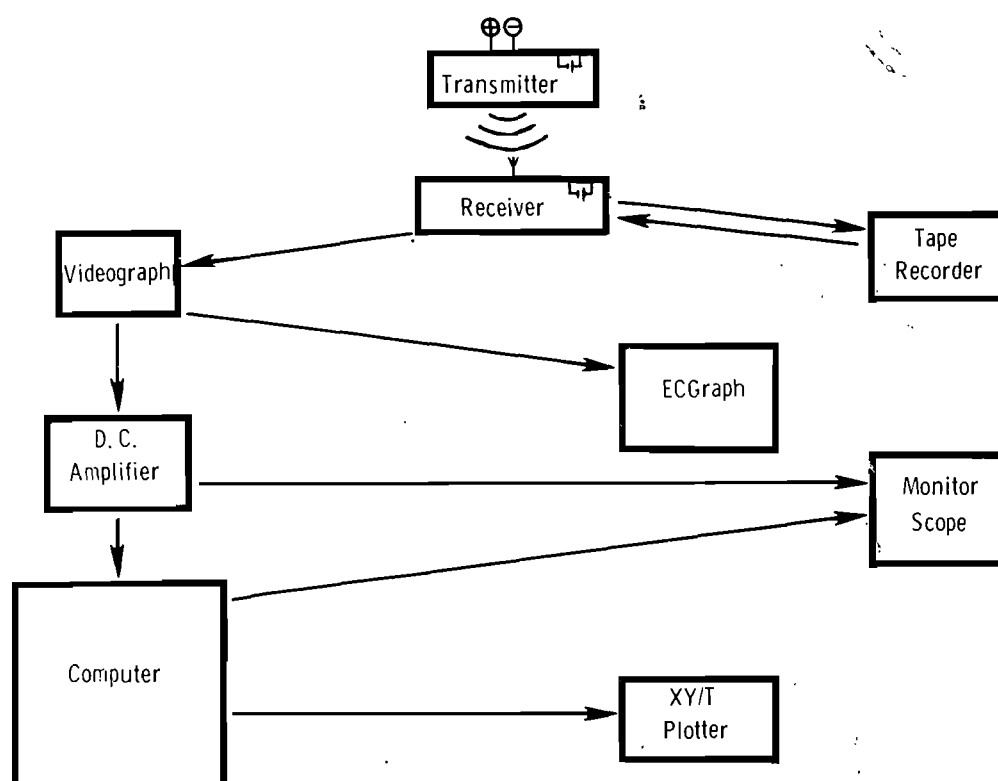 ⊕ ⊖
Transmitter
Receiver
Tape
Recorder
Videograph
ECGraph
D. C.
Amplifier
Monitor
Scope
Computer
XY/T
Plotter